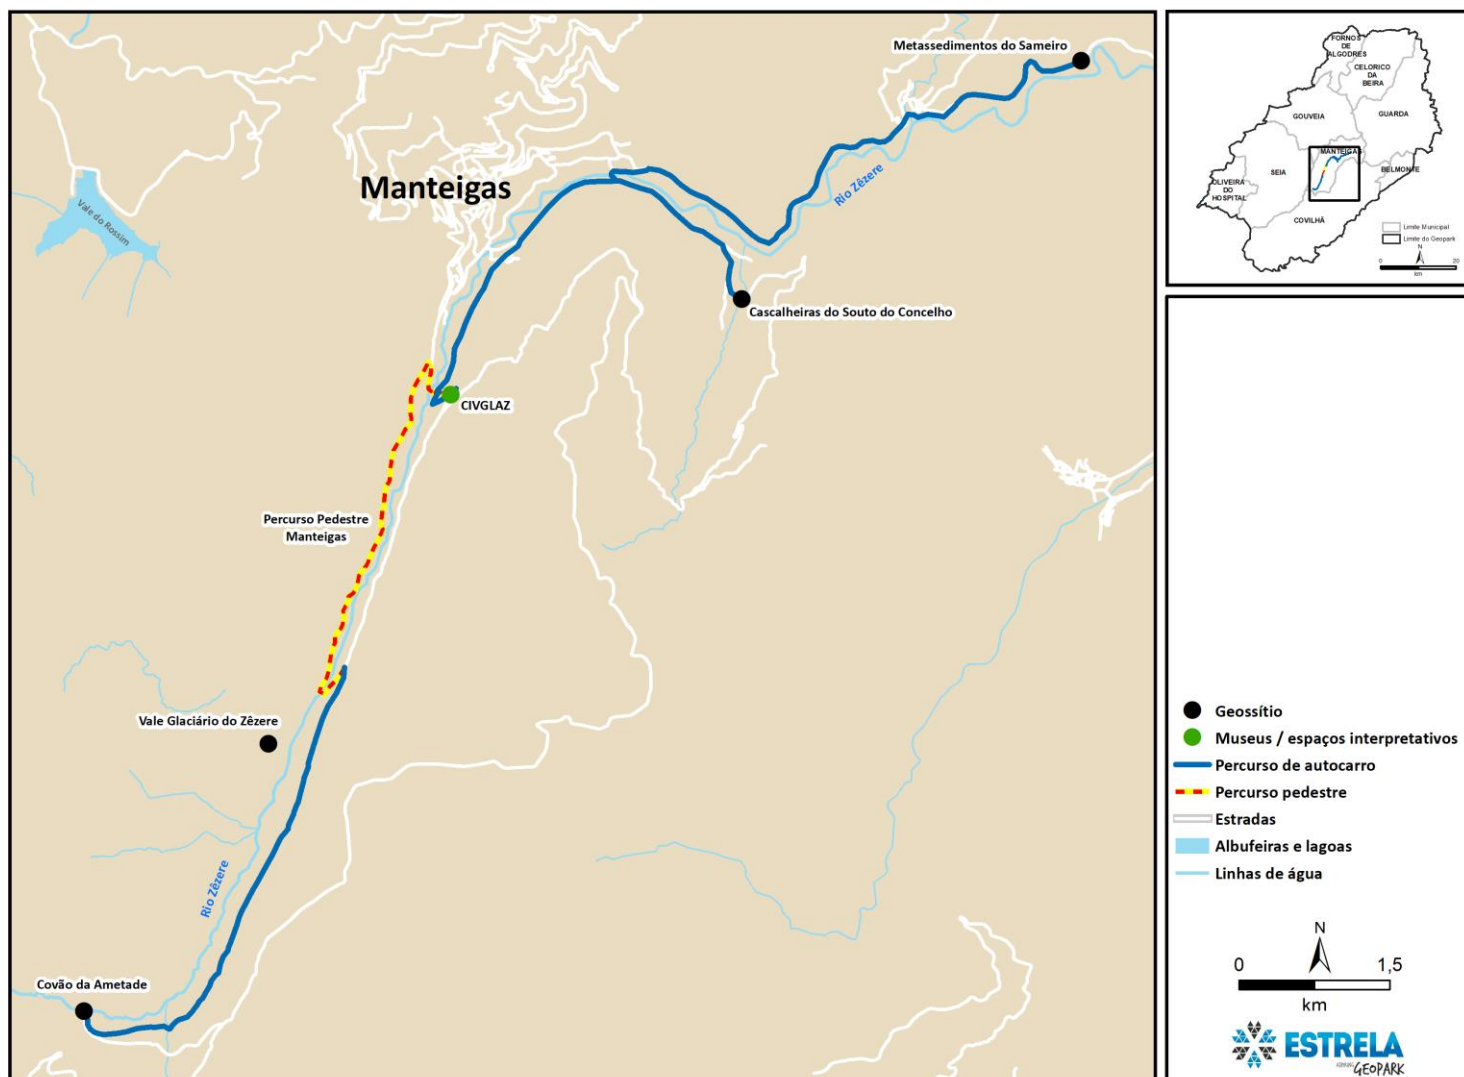 Metassedimentos do Sameiro
Manteigas
Rio Zêzere
Vale do Rossim
Cascalheiras do Souto do Concelho
CIVGLAZ
Percurso Pedestre
Manteigas
Vale Glaciário do Zêzere
Rio Zêzere
Covão da Ametade
FORNOS
DE
ALGODRES
CELORICO
DA
BEIRA
GOUVEIA
GUARDA
MANTEIGAS
SEIA
BELMONTE
OLIVEIRA
DO
HOSPITAL
COVILHÃ
Limite Municipal
Limite do Geopark
N
0 20
km
Geossítio
Museus / espaços interpretativos
Percurso de autocarro
Percurso pedestre
Estradas
Albufeiras e lagoas
Linhas de água
N
0 1,5
km
ESTRELA
GEOPARK